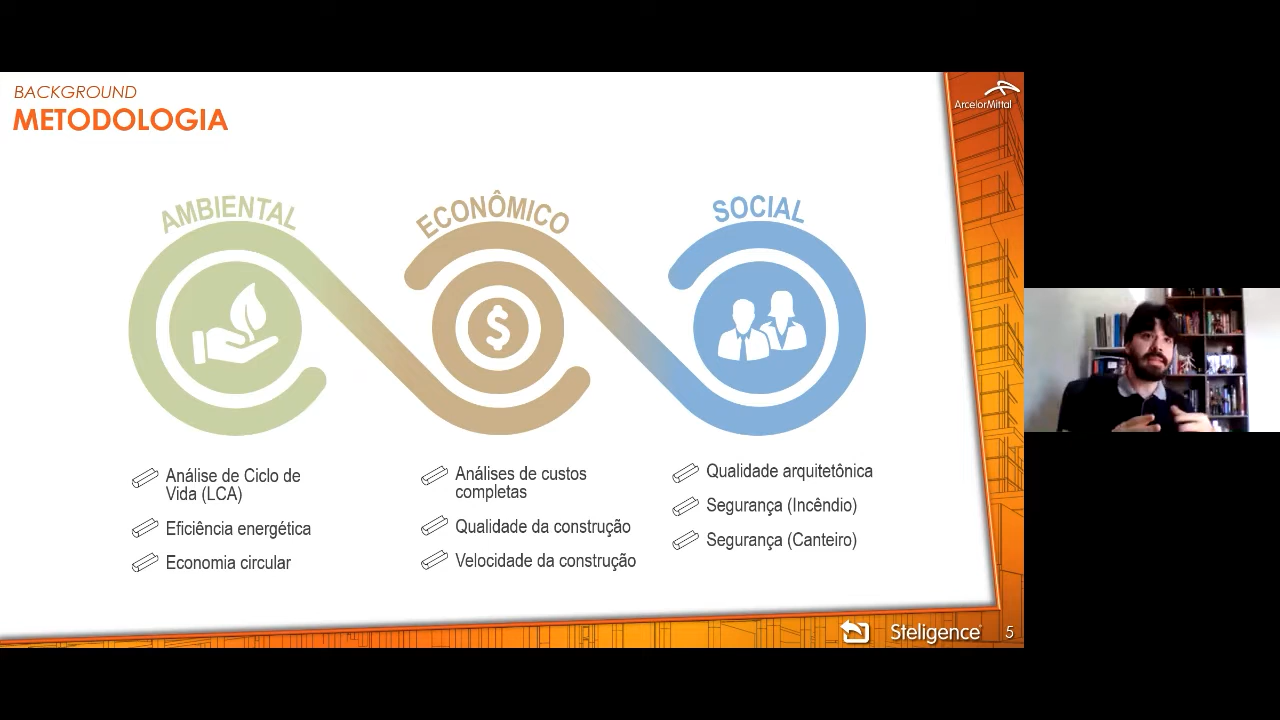 BACKGROUND
METODOLOGIA
ArcelorMittal
AMBIENTAL
ECONÔMICO
SOCIAL
$
Análise de Ciclo de
Vida (LCA)
Eficiência energética
Economia circular
Análises de custos
completas
Qualidade da construção
Velocidade da construção
Qualidade arquitetônica
Segurança (Incêndio)
Segurança (Canteiro)
Steligence®
5